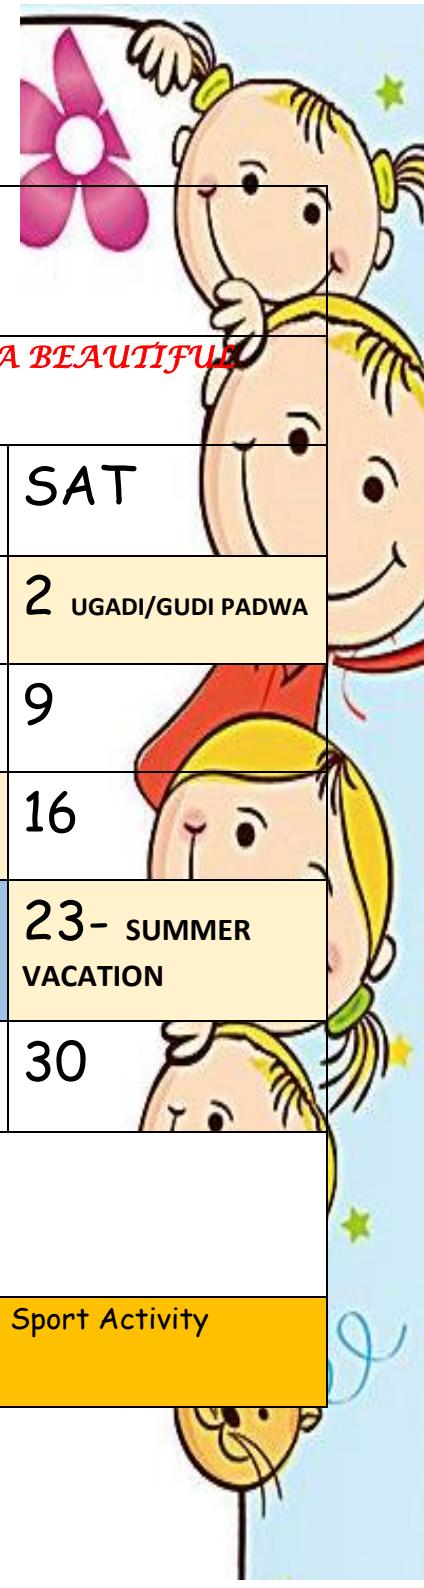 A BEAUTIFUL
SAT
2 UGADI/GUDI PADWA
9
16
23- SUMMER
VACATION
30
Sport Activity